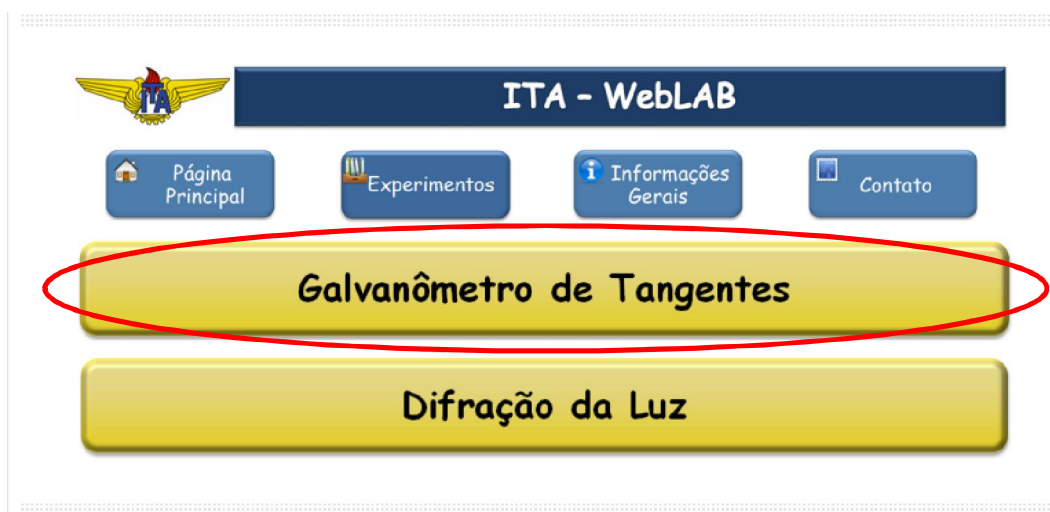 ITA
ITA - WebLAB
Página
Principal
Experimentos
Informações
Gerais
Contato
Galvanômetro de Tangentes
Difração da Luz